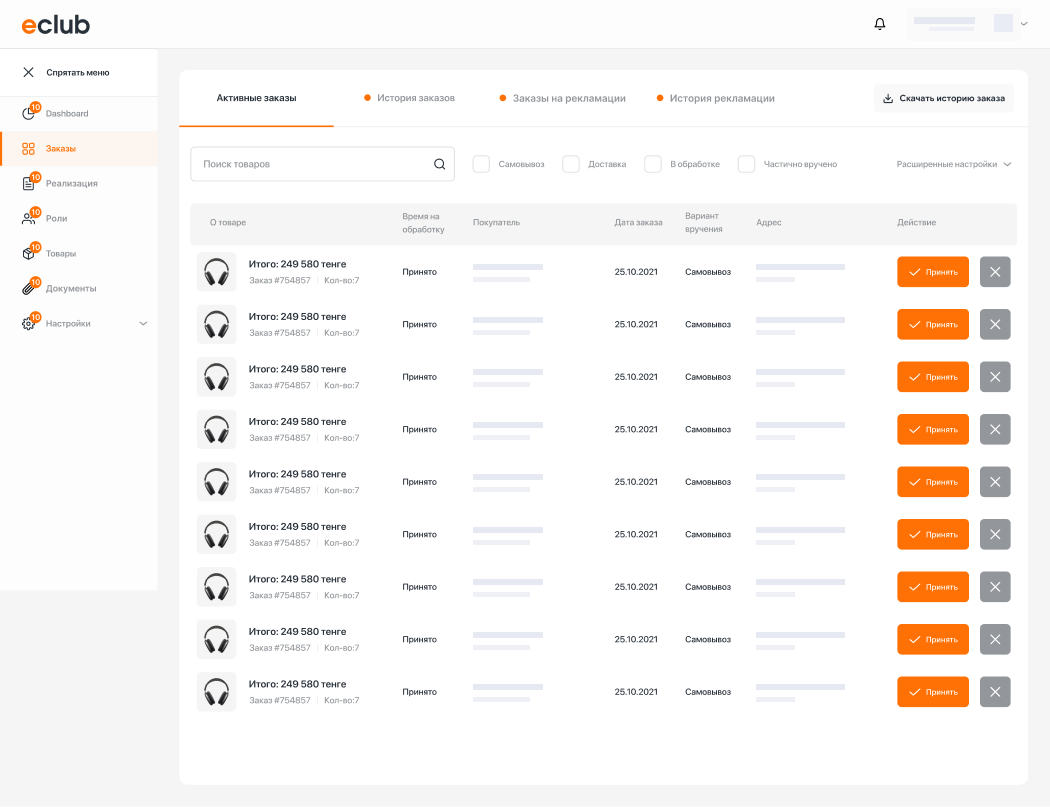 eclub
Спрятать меню
10
Dashboard
Заказы
10
Реализация
10
Роли
10
Товары
10
Документы
10
Настройки
Активные заказы
История заказов
Заказы на рекламации
История рекламации
Скачать историю заказа
Поиск товаров
Самовывоз
Доставка
В обработке
Частично вручено
Расширенные настройки
О товаре
Время на
обработку
Покупатель
Дата заказа
Вариант
вручения
Адрес
Действие
Итого: 249 580 тенге
Заказ #754857 Кол-во:7
Принято
25.10.2021
Самовывоз
Принять
Итого: 249 580 тенге
Заказ #754857 Кол-во:7
Принято
25.10.2021
Самовывоз
Принять
Итого: 249 580 тенге
Заказ #754857 Кол-во:7
Принято
25.10.2021
Самовывоз
Принять
Итого: 249 580 тенге
Заказ #754857 Кол-во:7
Принято
25.10.2021
Самовывоз
Принять
Итого: 249 580 тенге
Заказ #754857 Кол-во:7
Принято
25.10.2021
Самовывоз
Принять
Итого: 249 580 тенге
Заказ #754857 Кол-во:7
Принято
25.10.2021
Самовывоз
Принять
Итого: 249 580 тенге
Заказ #754857 Кол-во:7
Принято
25.10.2021
Самовывоз
Принять
Итого: 249 580 тенге
Заказ #754857 Кол-во:7
Принято
25.10.2021
Самовывоз
Принять
Итого: 249 580 тенге
Заказ #754857 Кол-во:7
Принято
25.10.2021
Самовывоз
Принять